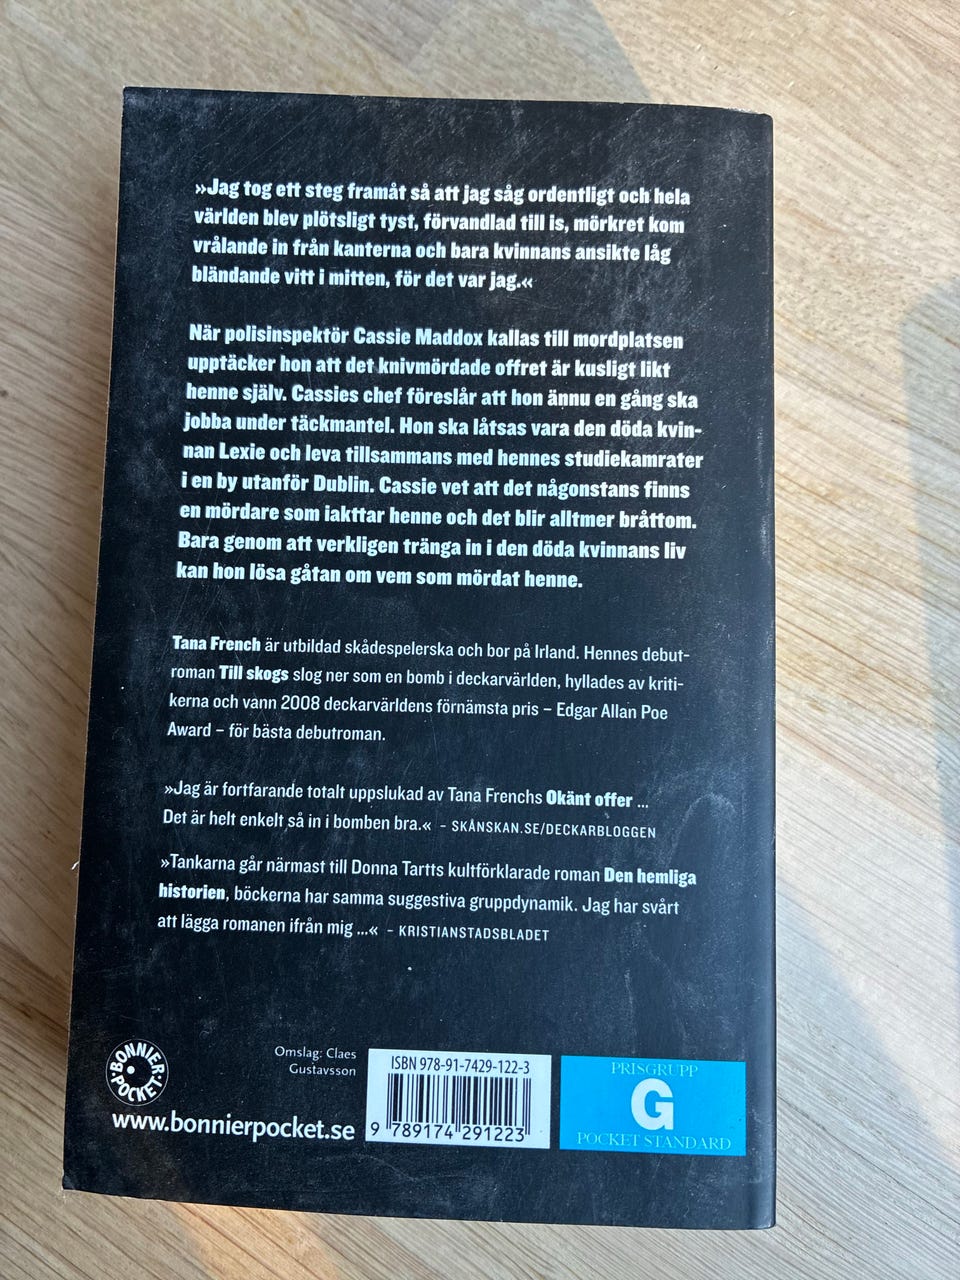 »Jag tog ett steg framåt så att jag såg ordentligt och hela
världen blev plötsligt tyst, förvandlad till is, mörkret kom
vrålande in från kanterna och bara kvinnans ansikte låg
bländande vitt i mitten, för det var jag.«
När polisinspektör Cassie Maddox kallas till mordplatsen
upptäcker hon att det knivmördade offret är kusligt likt
henne själv. Cassies chef föreslår att hon ännu en gång ska
jobba under täckmantel. Hon ska låtsas vara den döda kvin-
nan Lexie och leva tillsammans med hennes studiekamrater
i en by utanför Dublin. Cassie vet att det någonstans finns
en mördare som iakttar henne och det blir alltmer bråttom.
Bara genom att verkligen tränga in i den döda kvinnans liv
kan hon lösa gåtan om vem som mördat henne.
Tana French är utbildad skådespelerska och bor på Irland. Hennes debut-
roman Till skogs slog ner som en bomb i deckarvärlden, hyllades av kriti-
kerna och vann 2008 deckarvärldens förnämsta pris – Edgar Allan Poe
Award – för bästa debutroman.
»Jag är fortfarande totalt uppslukad av Tana Frenchs Okänt offer ...
Det är helt enkelt så in i bomben bra.« – SKÅNSKAN.SE/DECKARBLOGGEN
»Tankarna går närmast till Donna Tartts kultförklarade roman Den hemliga
historien, böckerna har samma suggestiva gruppdynamik. Jag har svårt
att lägga romanen ifrån mig ...« – KRISTIANSTADSBLADET
BONNIER
POCKET
www.bonnierpocket.se
Omslag: Claes
Gustavsson
ISBN 978-91-7429-122-3
9 789174 291223
PRISGRUPP
G
POCKET STANDARD